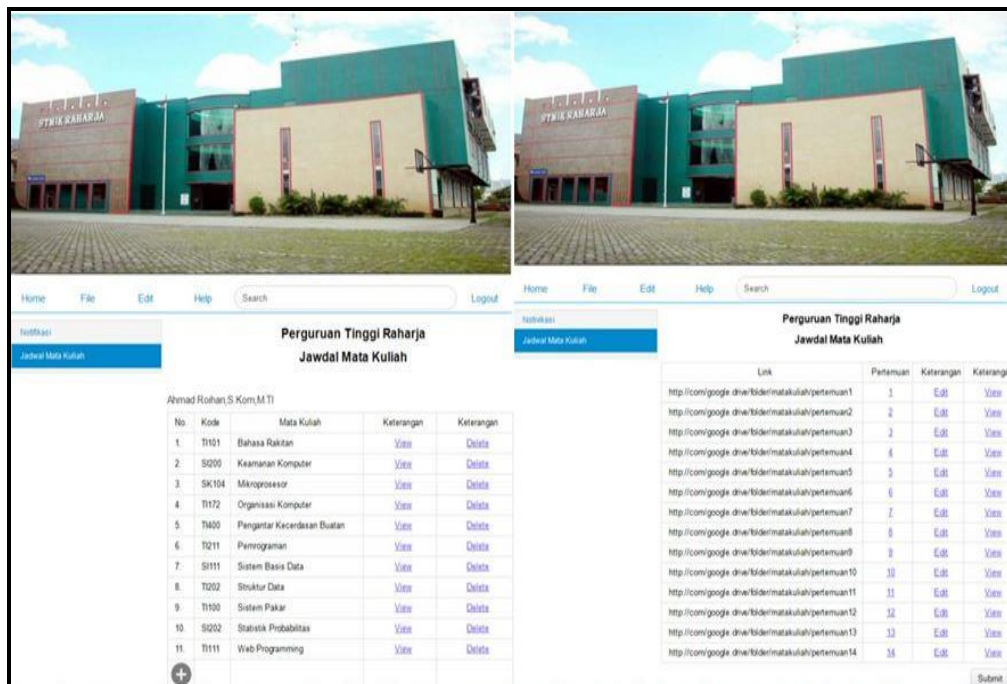 STMIK RAHARJA
Home File Edit Help Search Logout
Notifikasi
Jadwal Mata Kuliah
Perguruan Tinggi Raharja
Jawdal Mata Kuliah
Ahmad Roihan,S.Kom,M.TI
No. Kode Mata Kuliah Keterangan Keterangan
1. TI101 Bahasa Rakitan View Delete
2. SI200 Keamanan Komputer View Delete
3. SK104 Mikroprosesor View Delete
4. TI172 Organisasi Komputer View Delete
5. TI400 Pengantar Kecerdasan Buatan View Delete
6. TI211 Pemrograman View Delete
7. SI111 Sistem Basis Data View Delete
8. TI202 Struktur Data View Delete
9. TI100 Sistem Pakar View Delete
10. SI202 Statistik Probabilitas View Delete
11. TI111 Web Programming View Delete
STMIK RAHARJA
Home File Edit Help Search Logout
Notifikasi
Jadwal Mata Kuliah
Perguruan Tinggi Raharja
Jawdal Mata Kuliah
Link Pertemuan Keterangan Keteranga
http://com/google.drive/folder/matakuliah/pertemuan1 1 Edit View
http://com/google.drive/folder/matakuliah/pertemuan2 2 Edit View
http://com/google.drive/folder/matakuliah/pertemuan3 3 Edit View
http://com/google.drive/folder/matakuliah/pertemuan4 4 Edit View
http://com/google.drive/folder/matakuliah/pertemuan5 5 Edit View
http://com/google.drive/folder/matakuliah/pertemuan6 6 Edit View
http://com/google.drive/folder/matakuliah/pertemuan7 7 Edit View
http://com/google.drive/folder/matakuliah/pertemuan8 8 Edit View
http://com/google.drive/folder/matakuliah/pertemuan9 9 Edit View
http://com/google.drive/folder/matakuliah/pertemuan10 10 Edit View
http://com/google.drive/folder/matakuliah/pertemuan11 11 Edit View
http://com/google.drive/folder/matakuliah/pertemuan12 12 Edit View
http://com/google.drive/folder/matakuliah/pertemuan13 13 Edit View
http://com/google.drive/folder/matakuliah/pertemuan14 14 Edit View
Submit